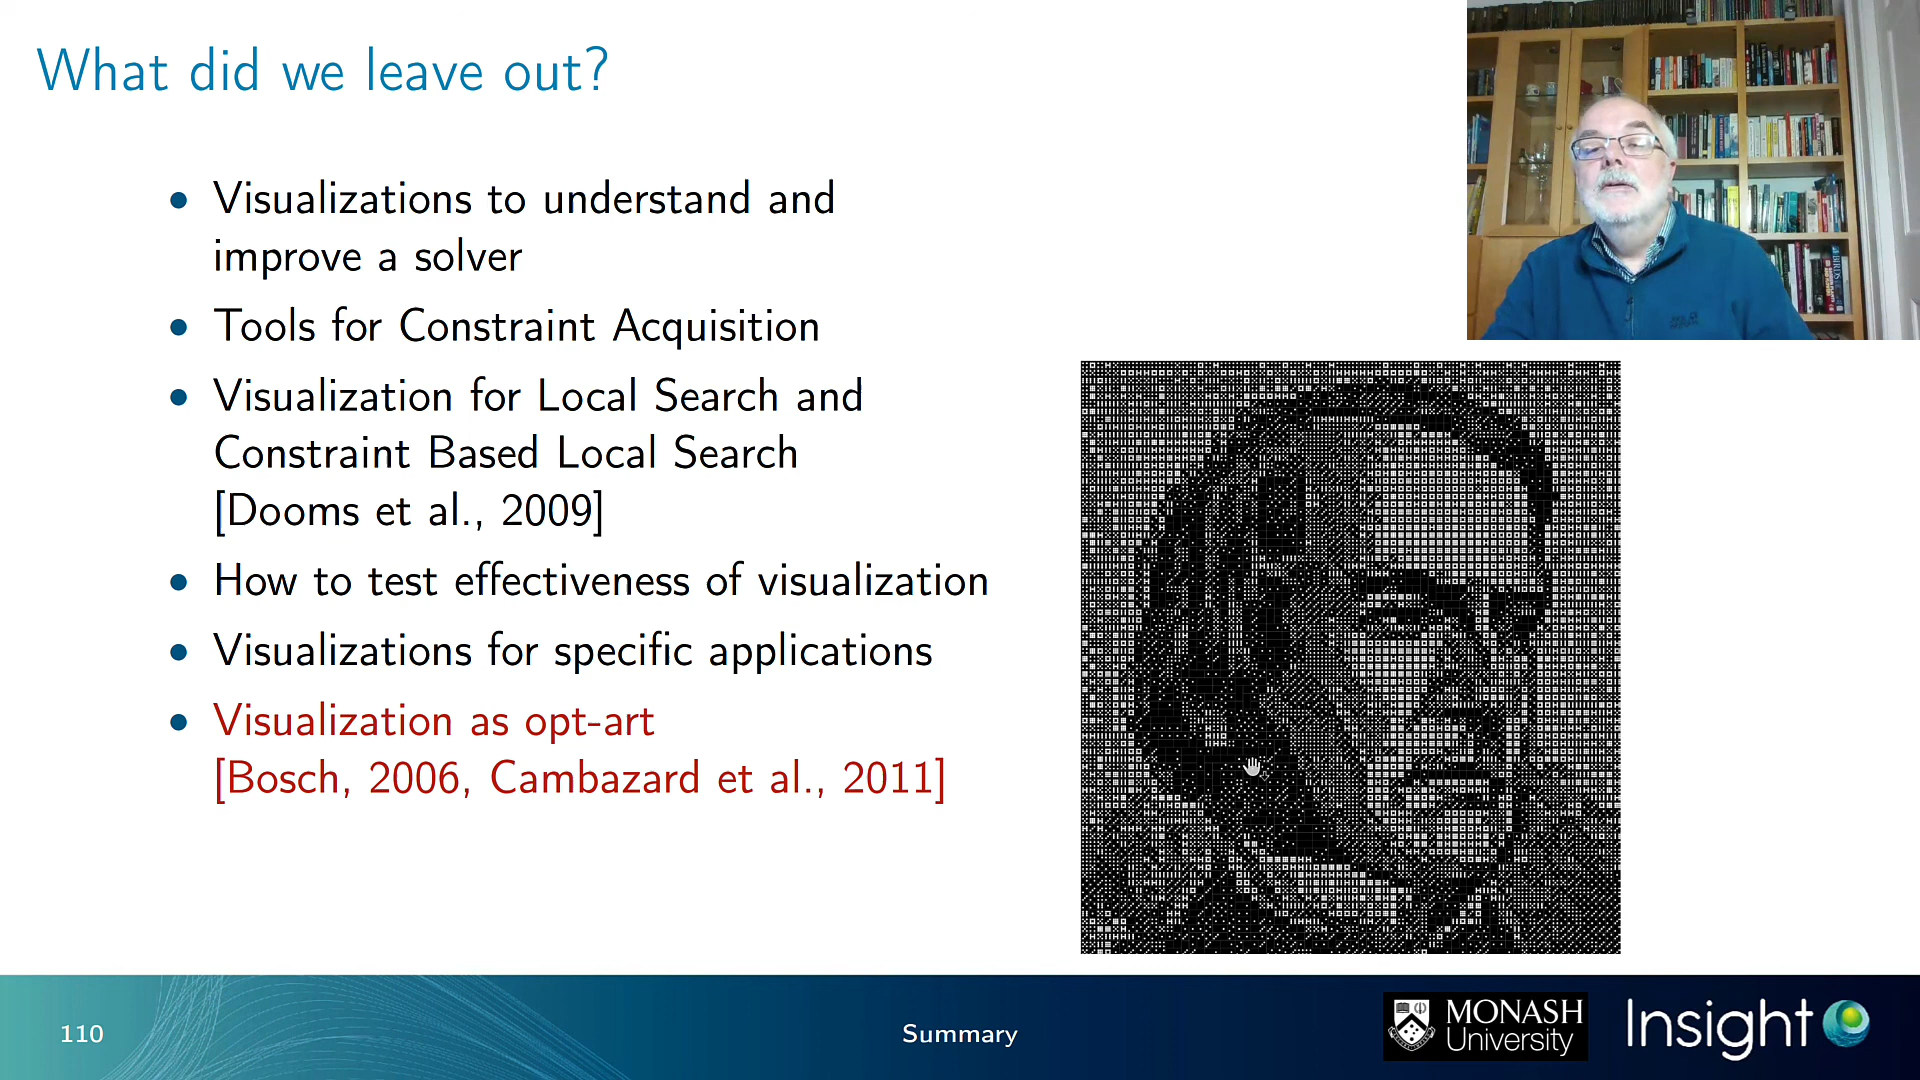 What did we leave out?
• Visualizations to understand and
improve a solver
• Tools for Constraint Acquisition
• Visualization for Local Search and
Constraint Based Local Search
[Dooms et al., 2009]
• How to test effectiveness of visualization
• Visualizations for specific applications
• Visualization as opt-art
[Bosch, 2006, Cambazard et al., 2011]
110
Summary
MONASH
University
Insight